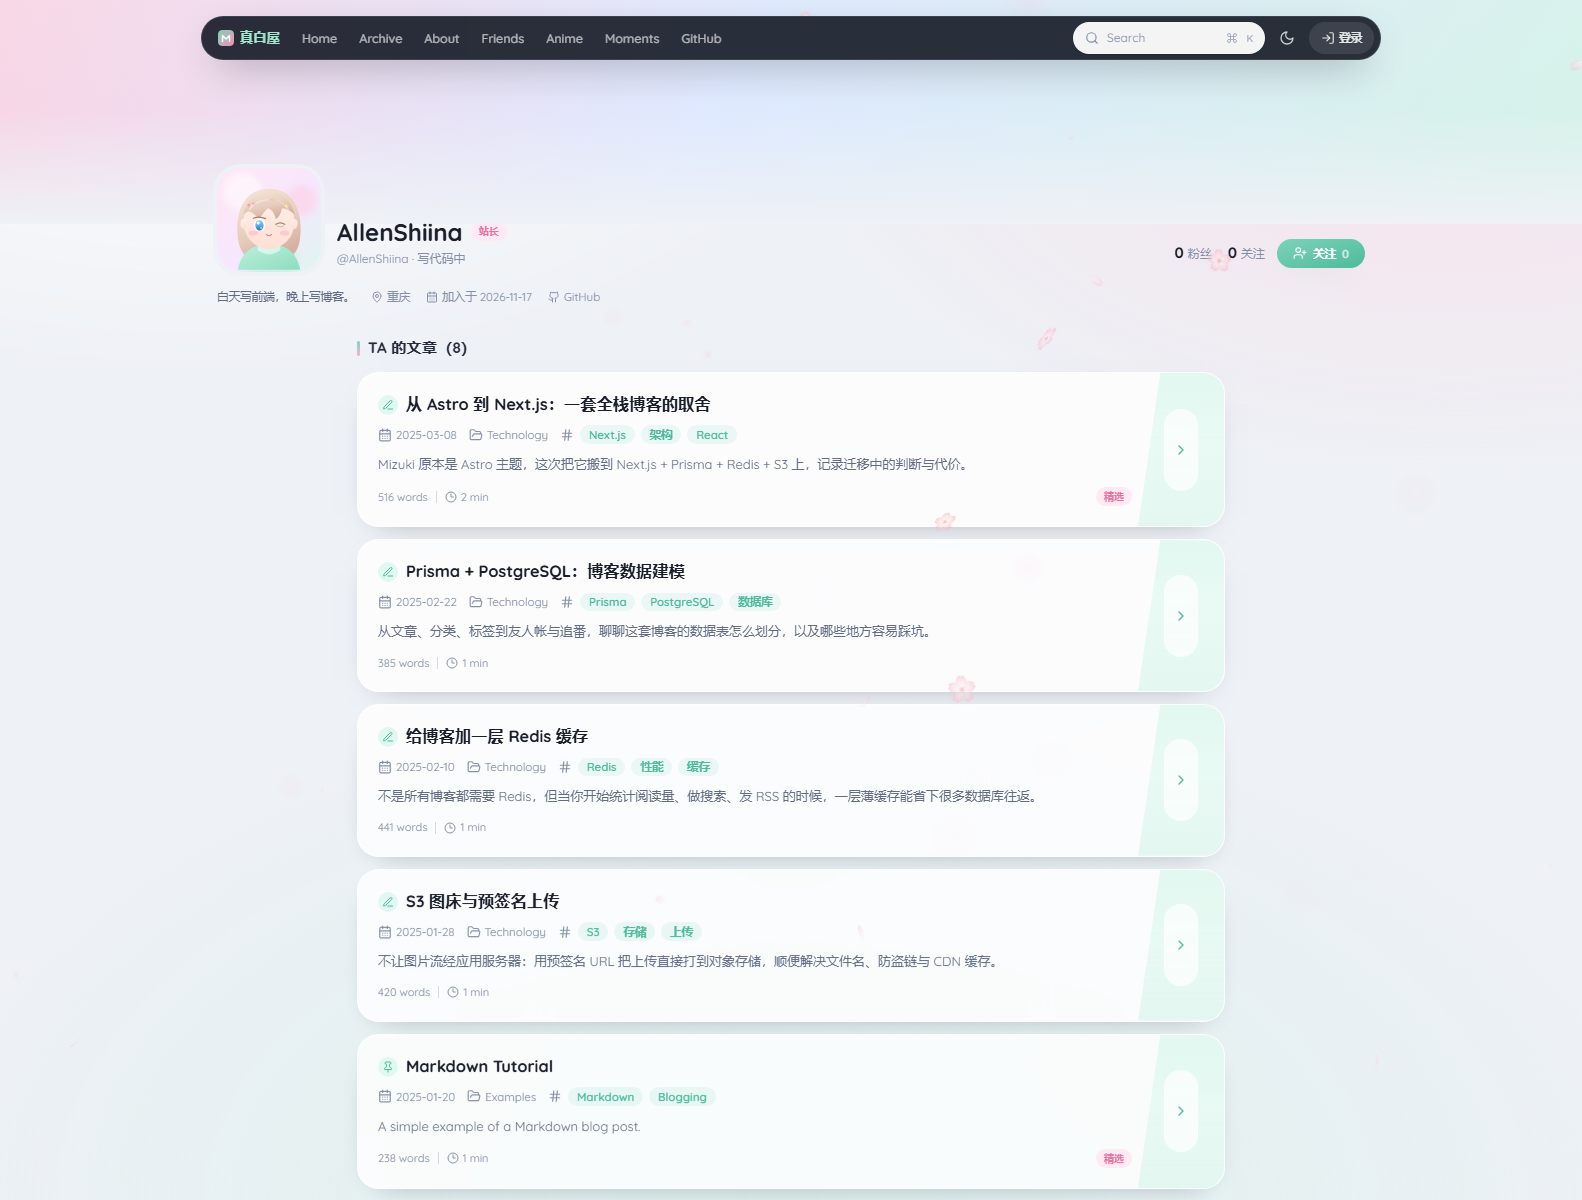 真白屋 Home Archive About Friends Anime Moments GitHub Search ⌘ K 登录
AllenShiina 站长
@AllenShiina · 写代码中
0 粉丝 0 关注 关注 0
白天写前端，晚上写博客。 重庆 加入于 2026-11-17 GitHub
TA 的文章（8）
从 Astro 到 Next.js：一套全栈博客的取舍
2025-03-08 Technology # Next.js 架构 React
Mizuki 原本是 Astro 主题，这次把它搬到 Next.js + Prisma + Redis + S3 上，记录迁移中的判断与代价。
516 words | 2 min 精选
Prisma + PostgreSQL：博客数据建模
2025-02-22 Technology # Prisma PostgreSQL 数据库
从文章、分类、标签到友人帐与追番，聊聊这套博客的数据表怎么划分，以及哪些地方容易踩坑。
385 words | 1 min
给博客加一层 Redis 缓存
2025-02-10 Technology # Redis 性能 缓存
不是所有博客都需要 Redis，但当你开始统计阅读量、做搜索、发 RSS 的时候，一层薄缓存能省下很多数据库往返。
441 words | 1 min
S3 图床与预签名上传
2025-01-28 Technology # S3 存储 上传
不让图片流经应用服务器：用预签名 URL 把上传直接打到对象存储，顺便解决文件名、防盗链与 CDN 缓存。
420 words | 1 min
Markdown Tutorial
2025-01-20 Examples # Markdown Blogging
A simple example of a Markdown blog post.
238 words | 1 min 精选